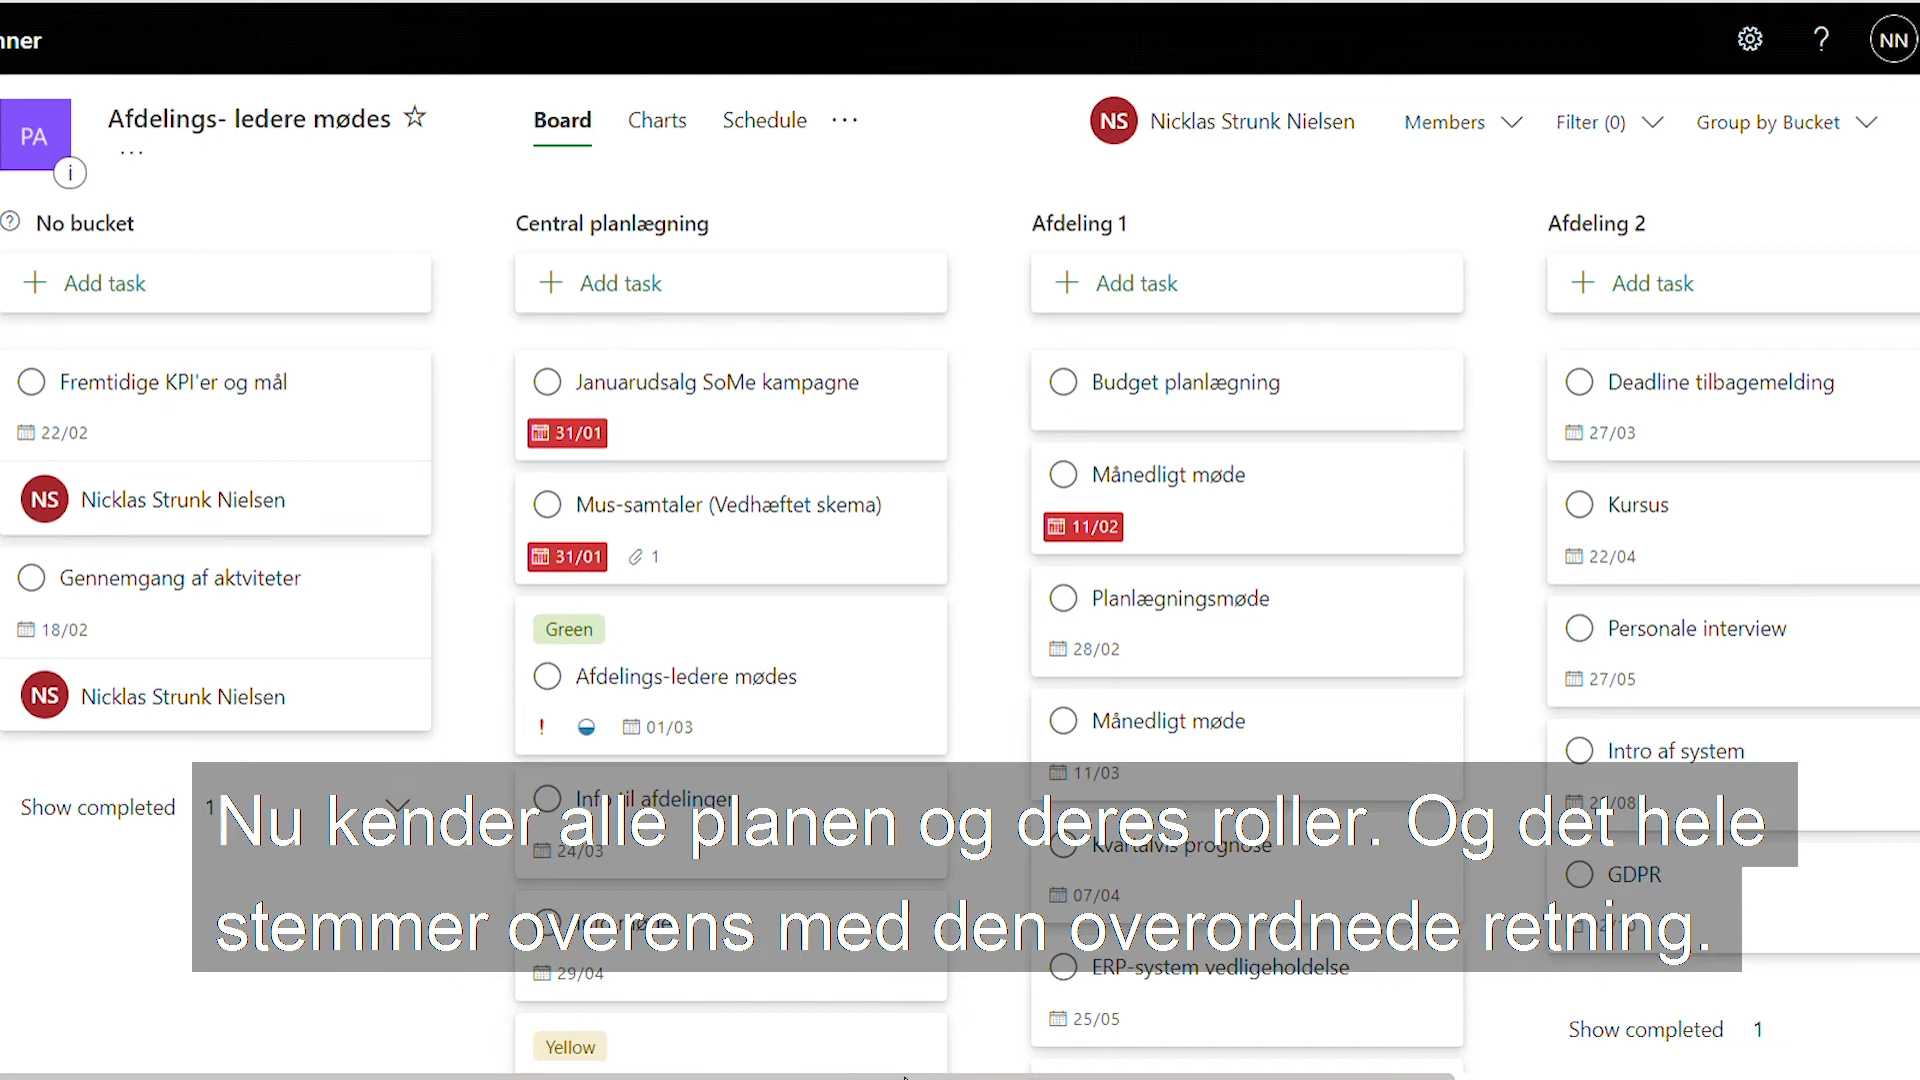 nner
NN
PA
i
Afdelings- ledere mødes
Board
Charts
Schedule
NS Nicklas Strunk Nielsen
Members
Filter (0)
Group by Bucket
No bucket
Add task
Fremtidige KPI'er og mål
22/02
NS Nicklas Strunk Nielsen
Gennemgang af aktviteter
18/02
NS Nicklas Strunk Nielsen
Show completed 1
Central planlægning
Add task
Januarudsalg SoMe kampagne
31/01
Mus-samtaler (Vedhæftet skema)
31/01 1
Green
Afdelings-ledere mødes
! 01/03
Info til afdelinger
24/03
29/04
Yellow
Afdeling 1
Add task
Budget planlægning
Månedligt møde
11/02
Planlægningsmøde
28/02
Månedligt møde
11/03
Kvartalvis prognose
07/04
ERP-system vedligeholdelse
25/05
Afdeling 2
Add task
Deadline tilbagemelding
27/03
Kursus
22/04
Personale interview
27/05
Intro af system
GDPR
Show completed 1
Nu kender alle planen og deres roller. Og det hele
stemmer overens med den overordnede retning.